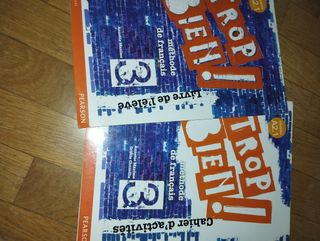 TROP
BIEN!
méthode
de français
3
Livre de l'élève
PEARSON
TROP
BIEN!
méthode
de français
3
Cahier d'activités
PEARSON